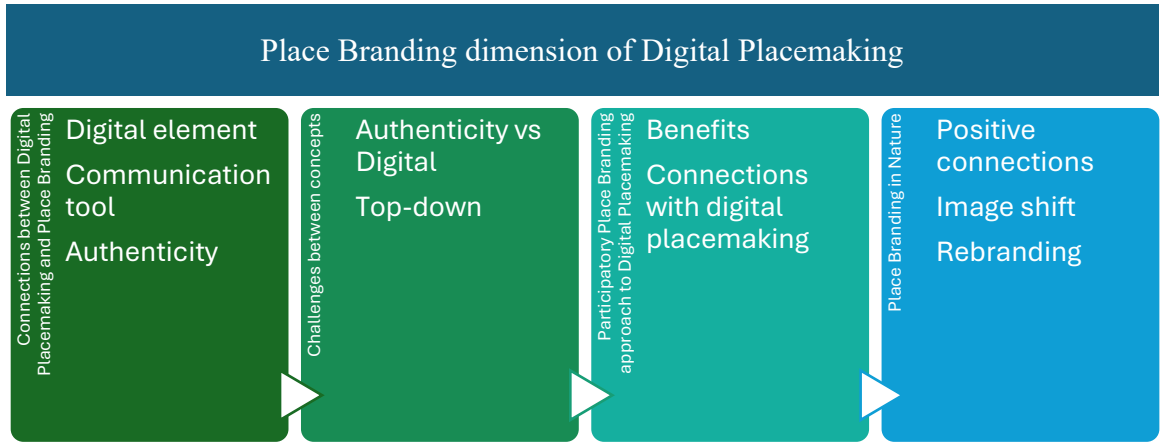 Place Branding dimension of Digital Placemaking
Connections between Digital
Placemaking and Place Branding
Digital element
Communication
tool
Authenticity
Challenges between concepts
Authenticity vs
Digital
Top-down
Participatory Place Branding
approach to Digital Placemaking
Benefits
Connections
with digital
placemaking
Place Branding in Nature
Positive
connections
Image shift
Rebranding